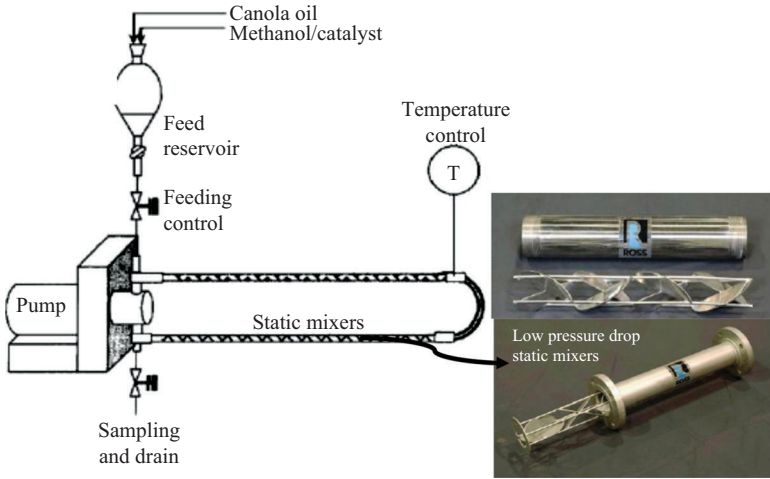 Canola oil
Methanol/catalyst
Feed
reservoir
Temperature
control
T
Feeding
control
ROSS
Pump
Static mixers
Low pressure drop
static mixers
ROSS
Sampling
and drain